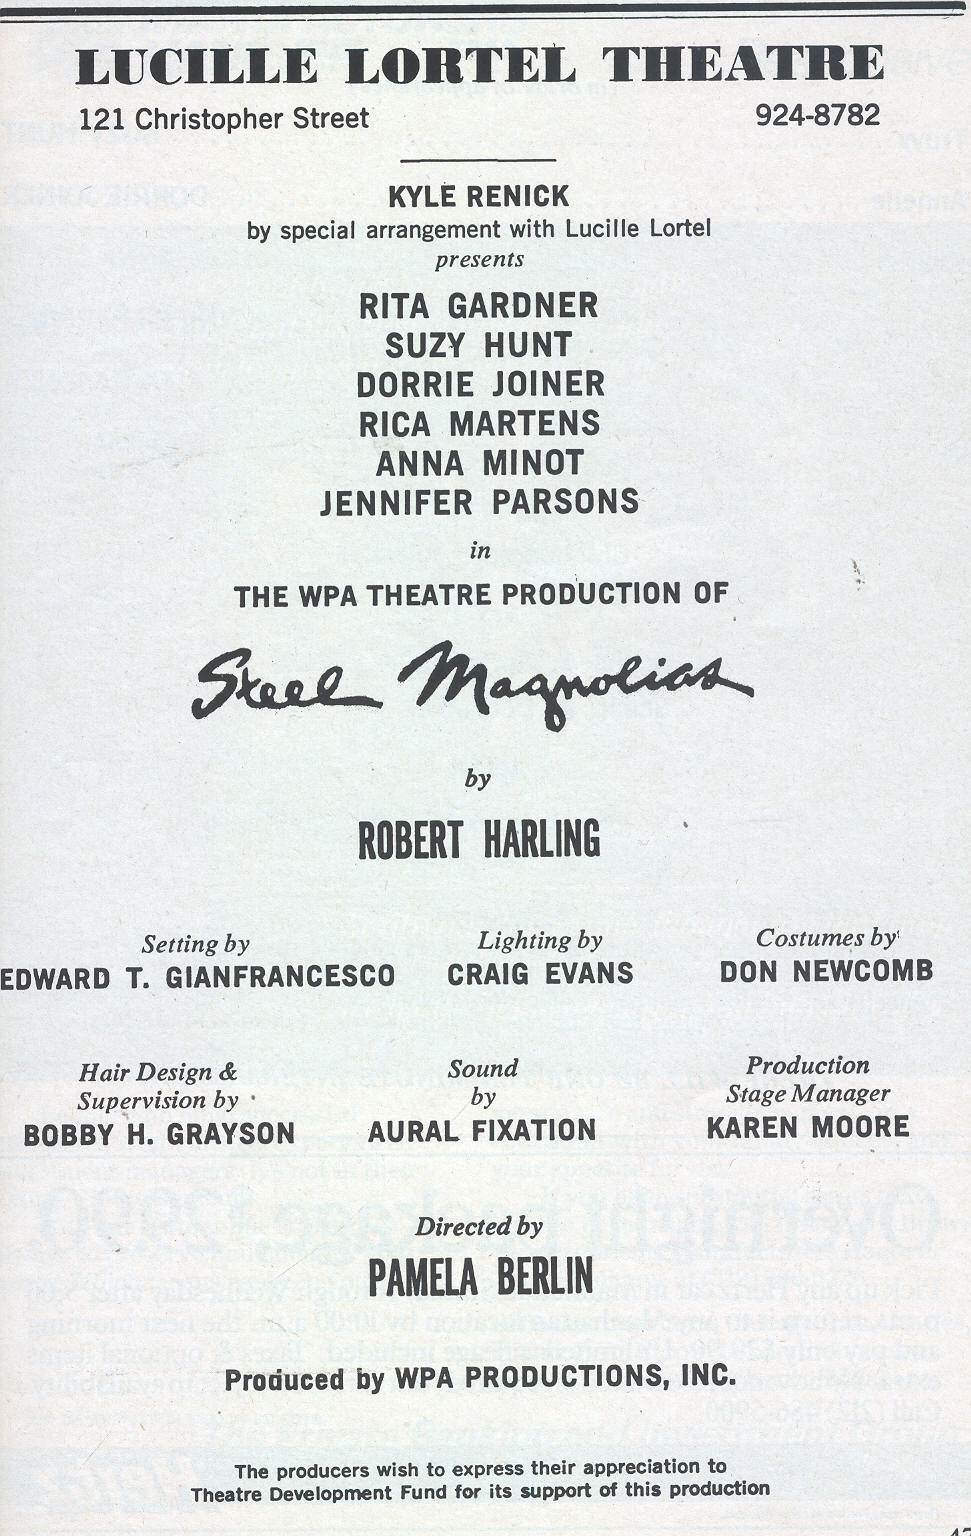 LUCILLE LORTEL THEATRE
121 Christopher Street 924-8782
KYLE RENICK
by special arrangement with Lucille Lortel
presents
RITA GARDNER
SUZY HUNT
DORRIE JOINER
RICA MARTENS
ANNA MINOT
JENNIFER PARSONS
in
THE WPA THEATRE PRODUCTION OF
Steel Magnolias
by
ROBERT HARLING
Setting by
EDWARD T. GIANFRANCESCO
Lighting by
CRAIG EVANS
Costumes by
DON NEWCOMB
Hair Design &
Supervision by
BOBBY H. GRAYSON
Sound
by
AURAL FIXATION
Production
Stage Manager
KAREN MOORE
Directed by
PAMELA BERLIN
Produced by WPA PRODUCTIONS, INC.
The producers wish to express their appreciation to
Theatre Development Fund for its support of this production